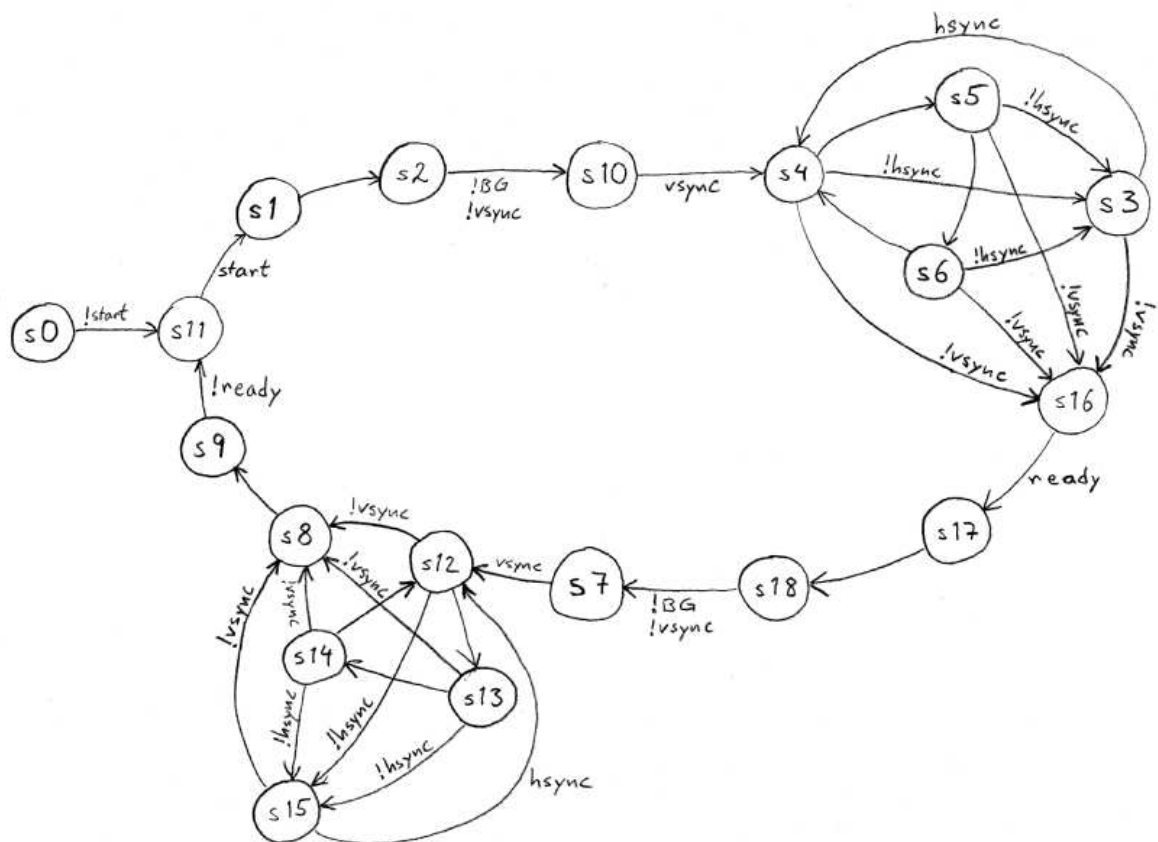 hsync
s5
!hsync
s2
!BG
!vsync
s10
vsync
s4
!hsync
s3
s1
start
s6
!hsync
s0
!start
s11
!vsync
!vsync
!vsync
!vsync
!ready
s16
s9
ready
s8
!vsync
s12
vsync
s7
!BG
!vsync
s18
s17
!vsync
!vsync
!vsync
s14
s13
!hsync
!hsync
!hsync
hsync
s15